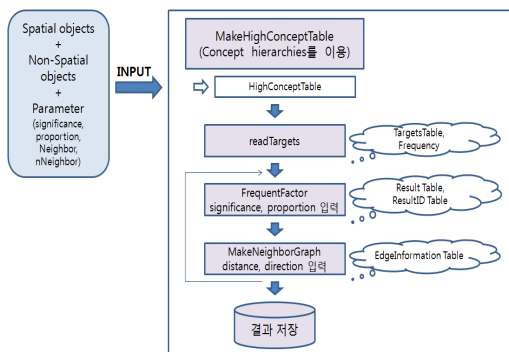 Spatial objects
+
Non-Spatial
objects
+
Parameter
(significance,
proportion,
Neighbor,
nNeighbor)
INPUT
MakeHighConceptTable
(Concept hierarchies를 이용)
HighConceptTable
readTargets
TargetsTable,
Frequency
FrequentFactor
significance, proportion 입력
Result Table,
ResultID Table
MakeNeighborGraph
distance, direction 입력
EdgeInformation Table
결과 저장